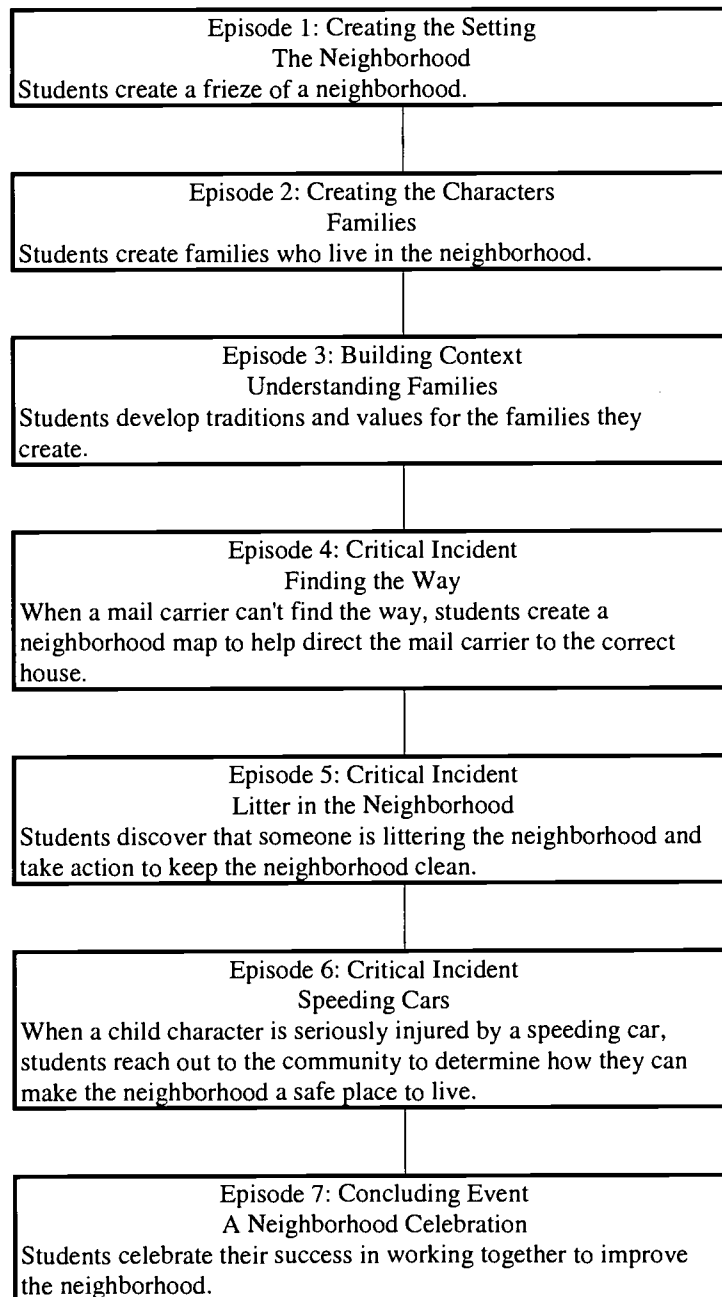 Episode 1: Creating the Setting
The Neighborhood
Students create a frieze of a neighborhood.
Episode 2: Creating the Characters
Families
Students create families who live in the neighborhood.
Episode 3: Building Context
Understanding Families
Students develop traditions and values for the families they
create.
Episode 4: Critical Incident
Finding the Way
When a mail carrier can't find the way, students create a
neighborhood map to help direct the mail carrier to the correct
house.
Episode 5: Critical Incident
Litter in the Neighborhood
Students discover that someone is littering the neighborhood and
take action to keep the neighborhood clean.
Episode 6: Critical Incident
Speeding Cars
When a child character is seriously injured by a speeding car,
students reach out to the community to determine how they can
make the neighborhood a safe place to live.
Episode 7: Concluding Event
A Neighborhood Celebration
Students celebrate their success in working together to improve
the neighborhood.